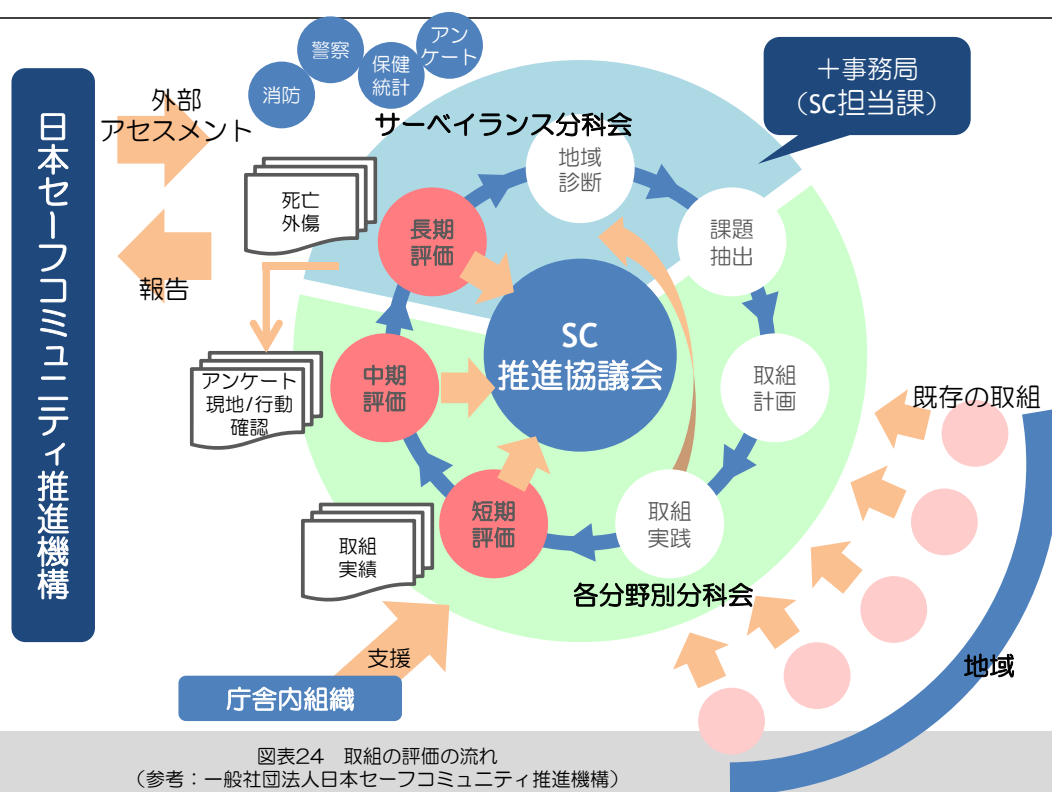 アン
ケート
警察
保健
統計
消防
＋事務局
（SC担当課）
外部
アセスメント
サーベイランス分科会
日本セーフコミュニティ推進機構
地域
診断
死亡
外傷
長期
評価
課題
抽出
報告
SC
推進協議会
アンケート
現地/行動
確認
中期
評価
取組
計画
既存の取組
短期
評価
取組
実践
取組
実績
各分野別分科会
支援
地域
庁舎内組織
図表24　取組の評価の流れ
（参考：一般社団法人日本セーフコミュニティ推進機構）